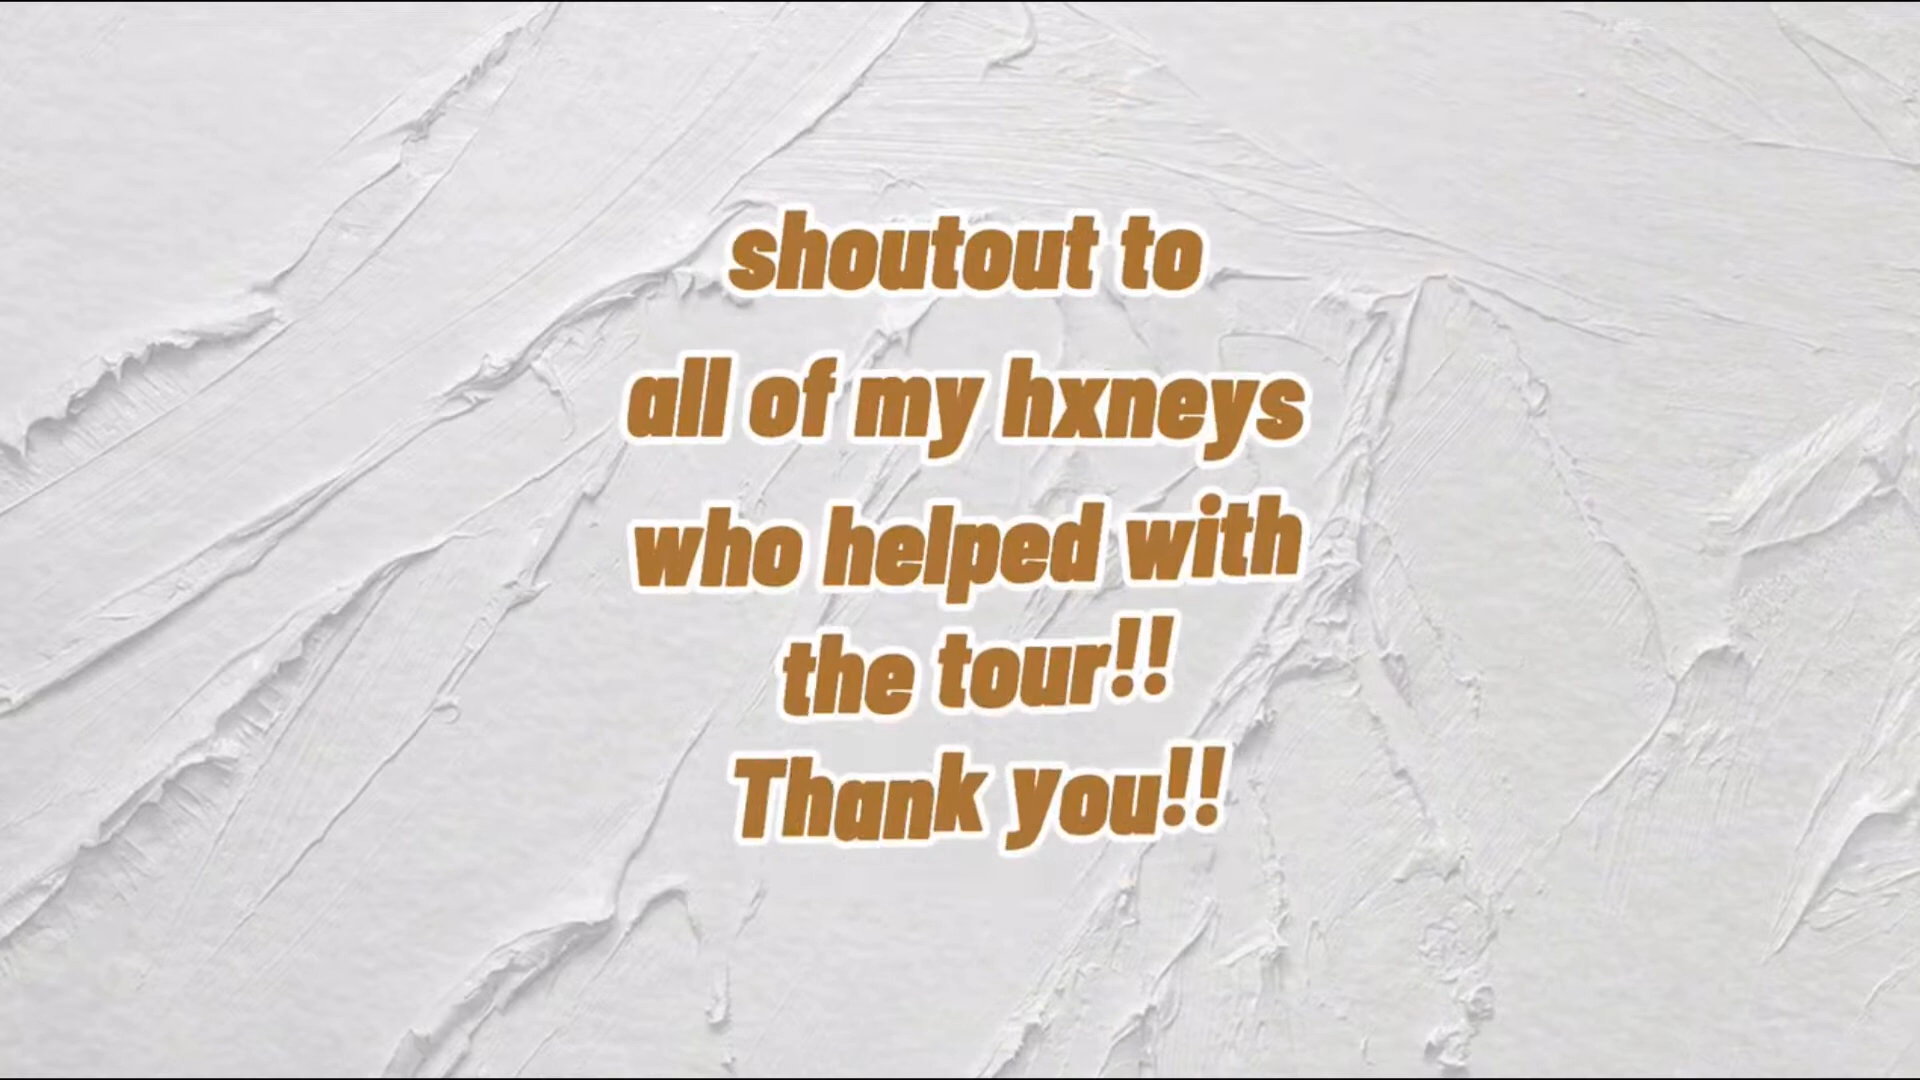 shoutout to
all of my hxneys
who helped with
the tour!!
Thank you!!